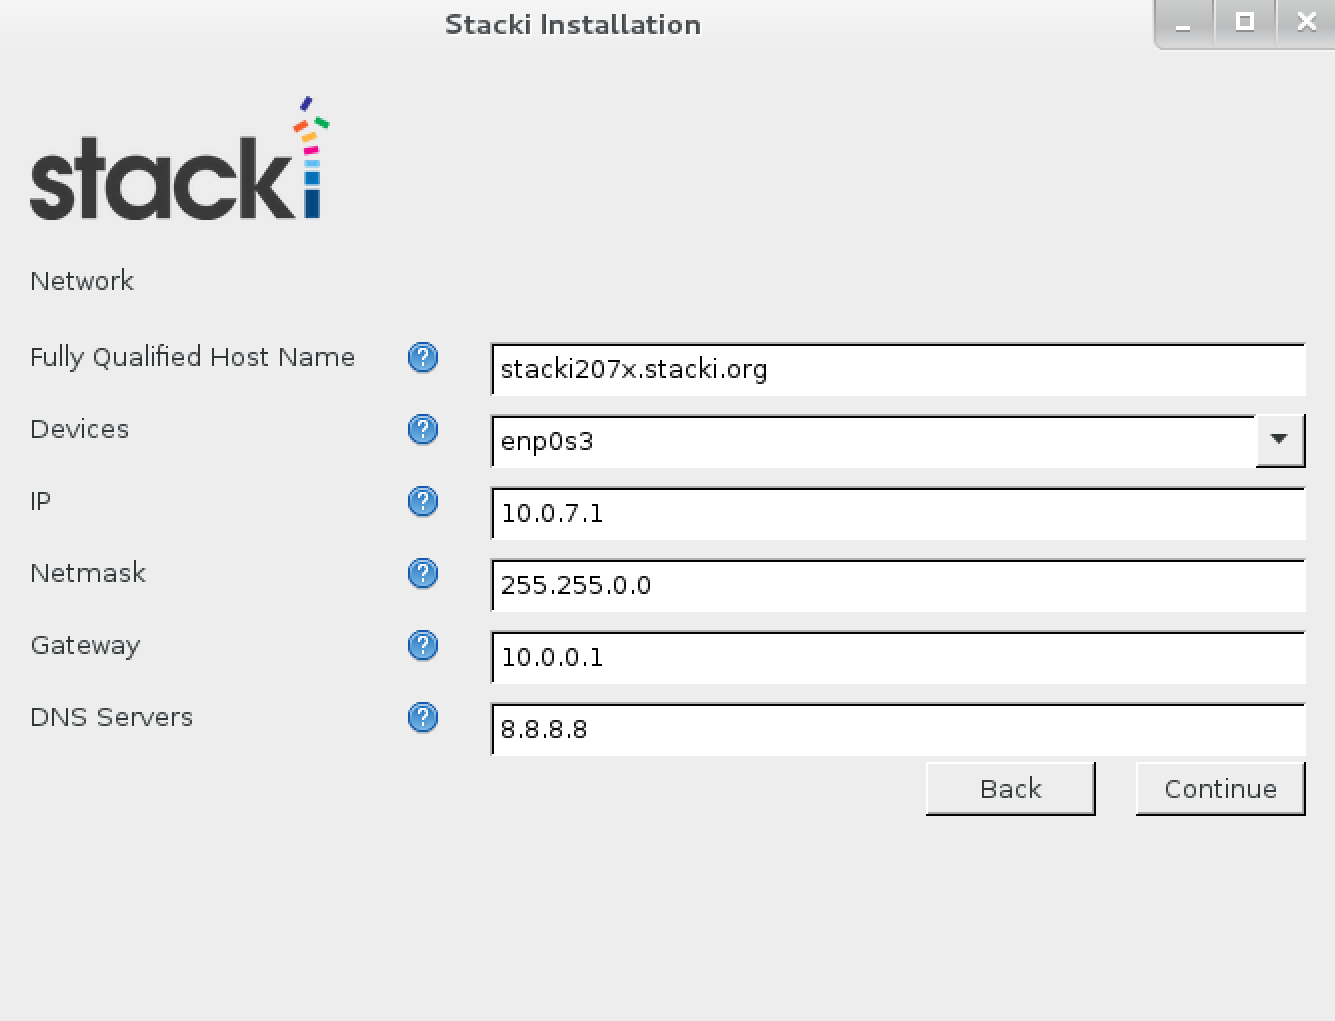 Stacki Installation
stacki
Network
Fully Qualified Host Name ? stacki207x.stacki.org
Devices ? enp0s3
IP ? 10.0.7.1
Netmask ? 255.255.0.0
Gateway ? 10.0.0.1
DNS Servers ? 8.8.8.8
Back Continue